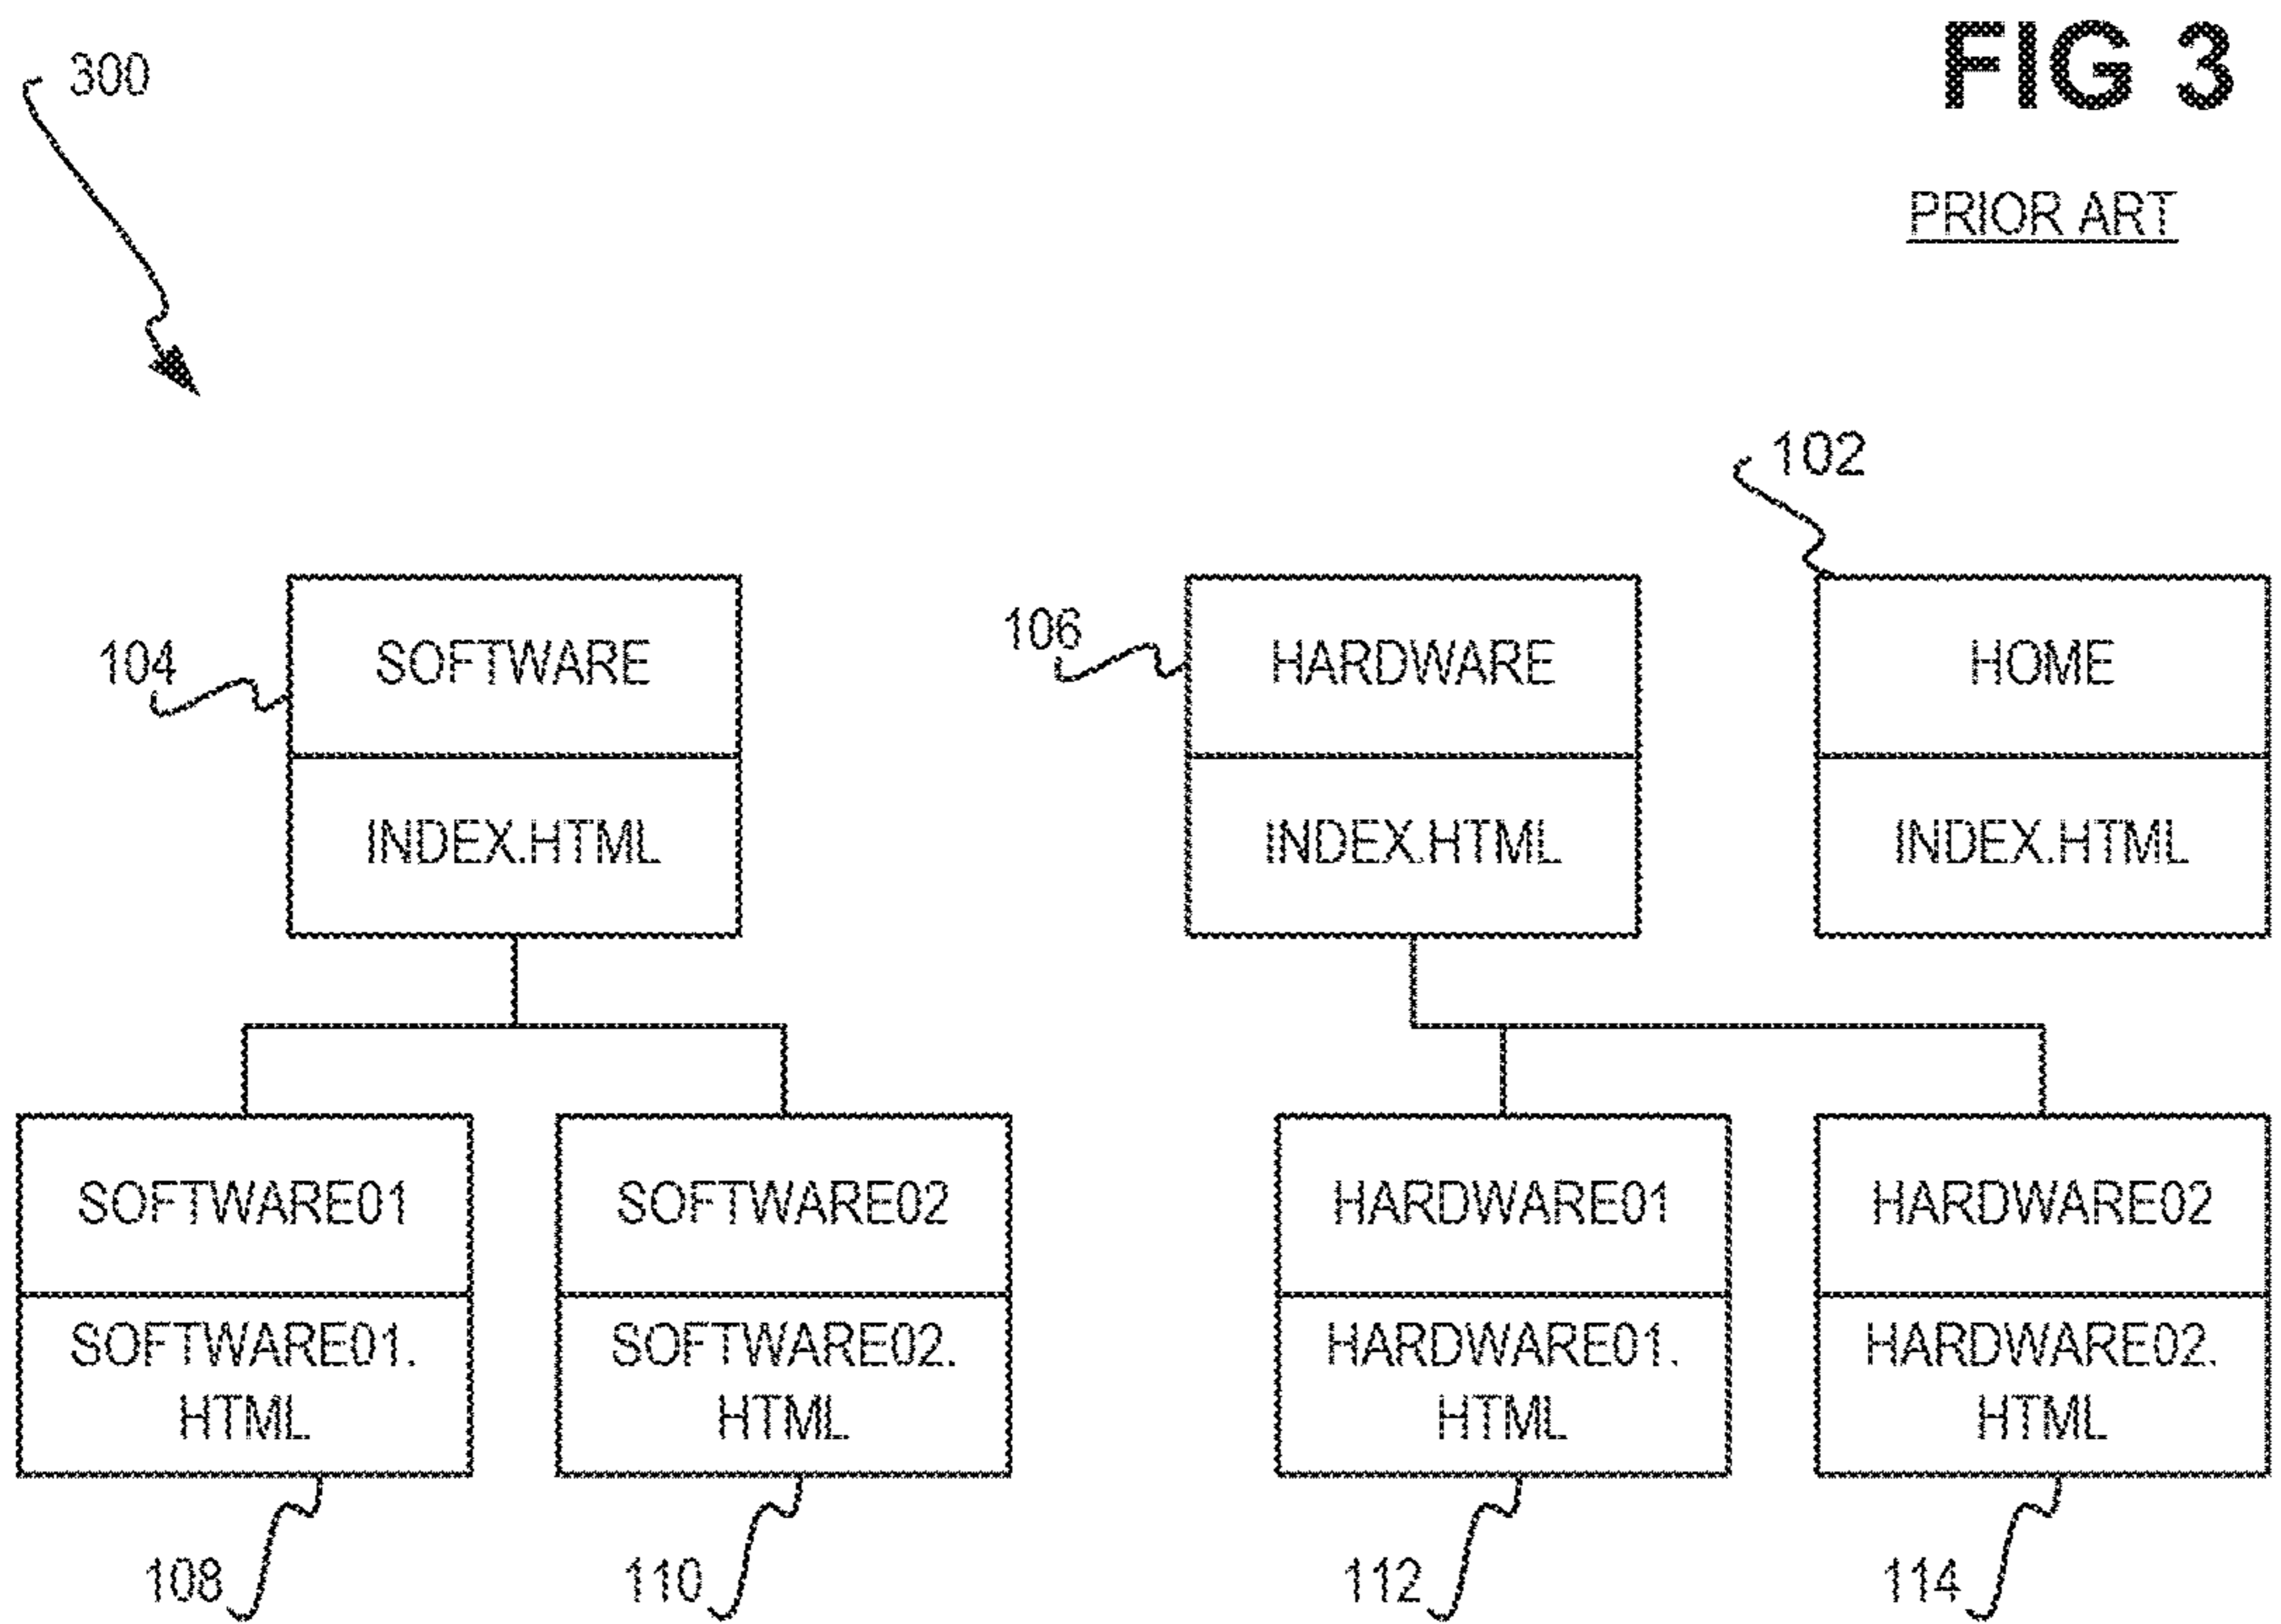 FIG 3
PRIOR ART
300
102
104
106
SOFTWARE
HARDWARE
HOME
INDEX.HTML
INDEX.HTML
INDEX.HTML
SOFTWARE01
SOFTWARE02
HARDWARE01
HARDWARE02
SOFTWARE01.
HTML
SOFTWARE02.
HTML
HARDWARE01.
HTML
HARDWARE02.
HTML
108
110
112
114